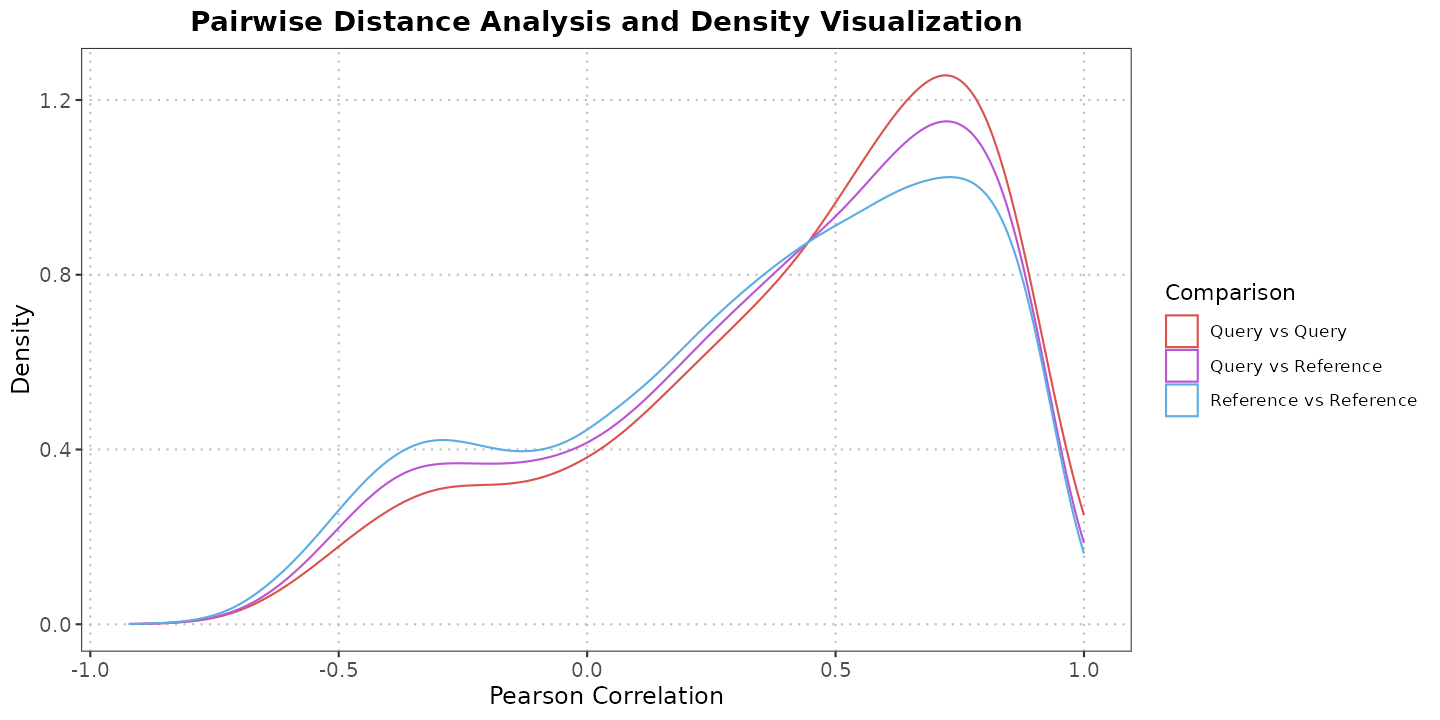 Pairwise Distance Analysis and Density Visualization
1.2
0.8
0.4
0.0
Density
-1.0 -0.5 0.0 0.5 1.0
Pearson Correlation
Comparison
Query vs Query
Query vs Reference
Reference vs Reference